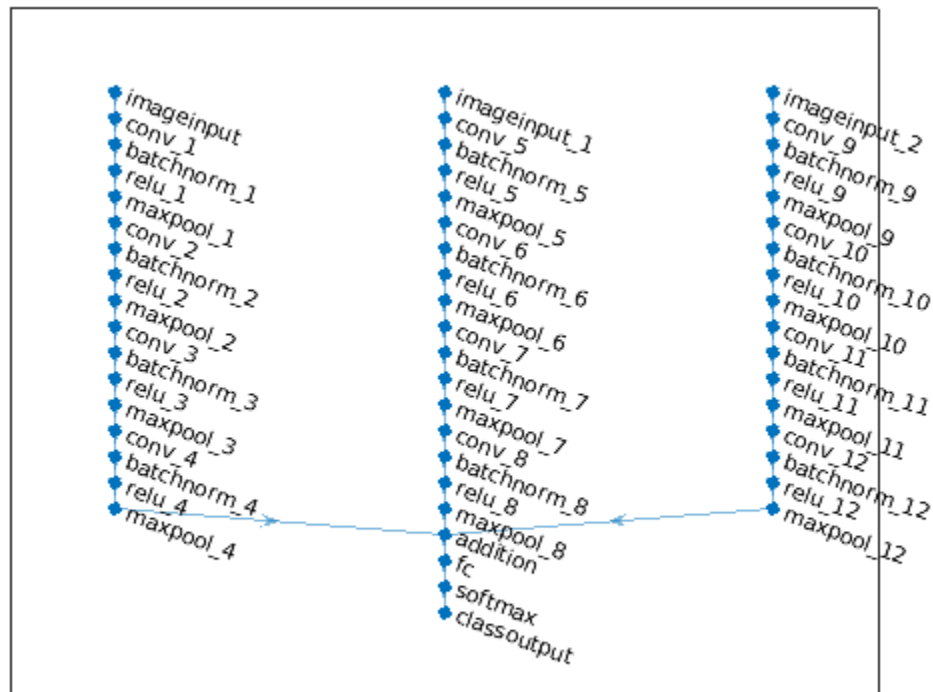 imageinput
conv_1
batchnorm_1
relu_1
maxpool_1
conv_2
batchnorm_2
relu_2
maxpool_2
conv_3
batchnorm_3
relu_3
maxpool_3
conv_4
batchnorm_4
relu_4
maxpool_4
imageinput_1
conv_5
batchnorm_5
relu_5
maxpool_5
conv_6
batchnorm_6
relu_6
maxpool_6
conv_7
batchnorm_7
relu_7
maxpool_7
conv_8
batchnorm_8
relu_8
maxpool_8
addition
fc
softmax
classoutput
imageinput_2
conv_9
batchnorm_9
relu_9
maxpool_9
conv_10
batchnorm_10
relu_10
maxpool_10
conv_11
batchnorm_11
relu_11
maxpool_11
conv_12
batchnorm_12
relu_12
maxpool_12